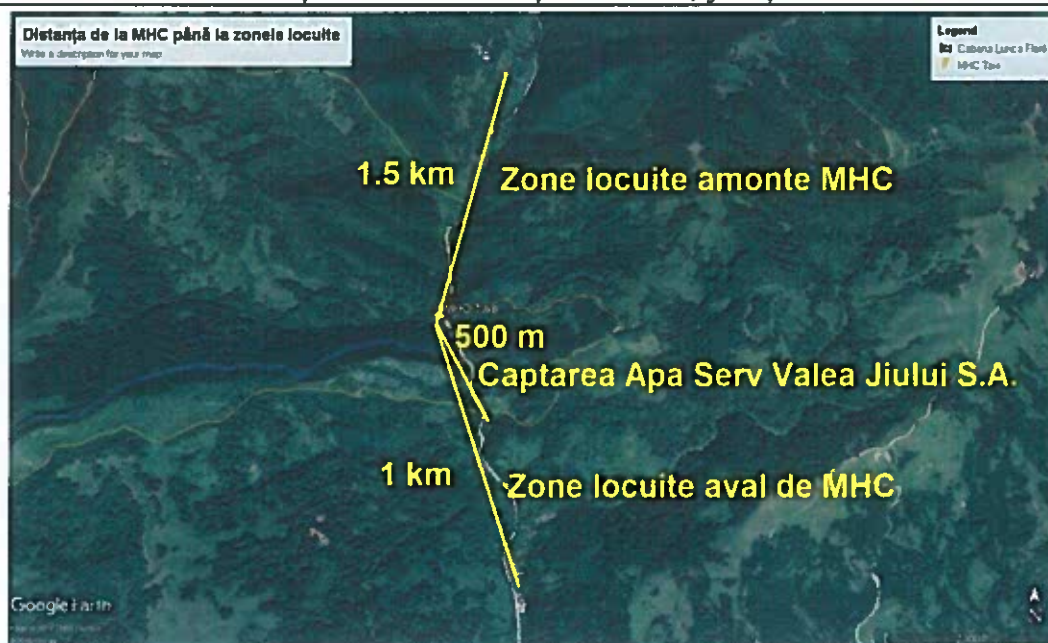 Distanța de la MHC până la zonele locuite
Write a description for your map.
Legend
Cabana Lunca Florii
MHC Taia
1.5 km
Zone locuite amonte MHC
500 m
Captarea Apa Serv Valea Jiului S.A.
1 km
Zone locuite aval de MHC
Google Earth